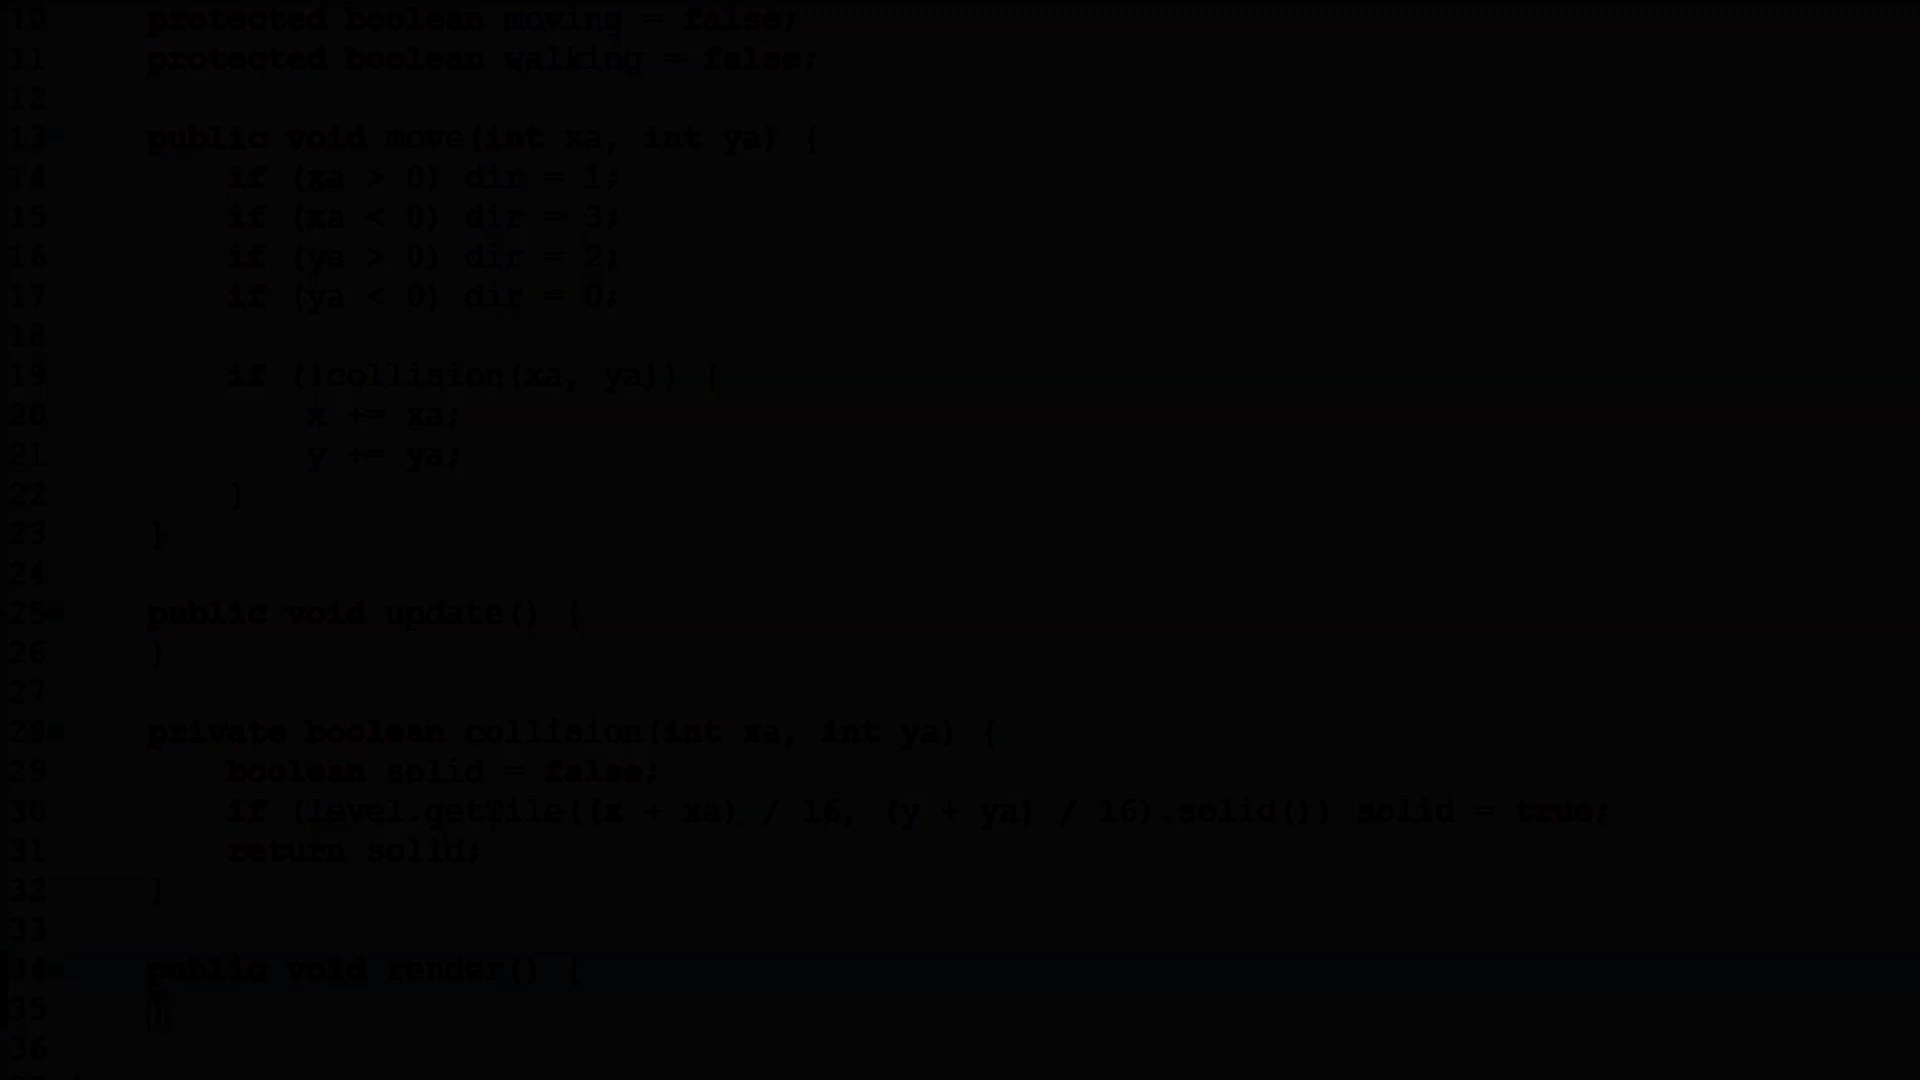 10 protected boolean moving = false;
11 protected boolean walking = false;
12
13 public void move(int xa, int ya) {
14 if (xa > 0) dir = 1;
15 if (xa < 0) dir = 3;
16 if (ya > 0) dir = 2;
17 if (ya < 0) dir = 0;
18
19 if (!collision(xa, ya)) {
20 x += xa;
21 y += ya;
22 }
23 }
24
25 public void update() {
26 }
27
28 private boolean collision(int xa, int ya) {
29 boolean solid = false;
30 if (level.getTile((x + xa) / 16, (y + ya) / 16).solid()) solid = true;
31 return solid;
32 }
33
34 public void render() {
35 }
36